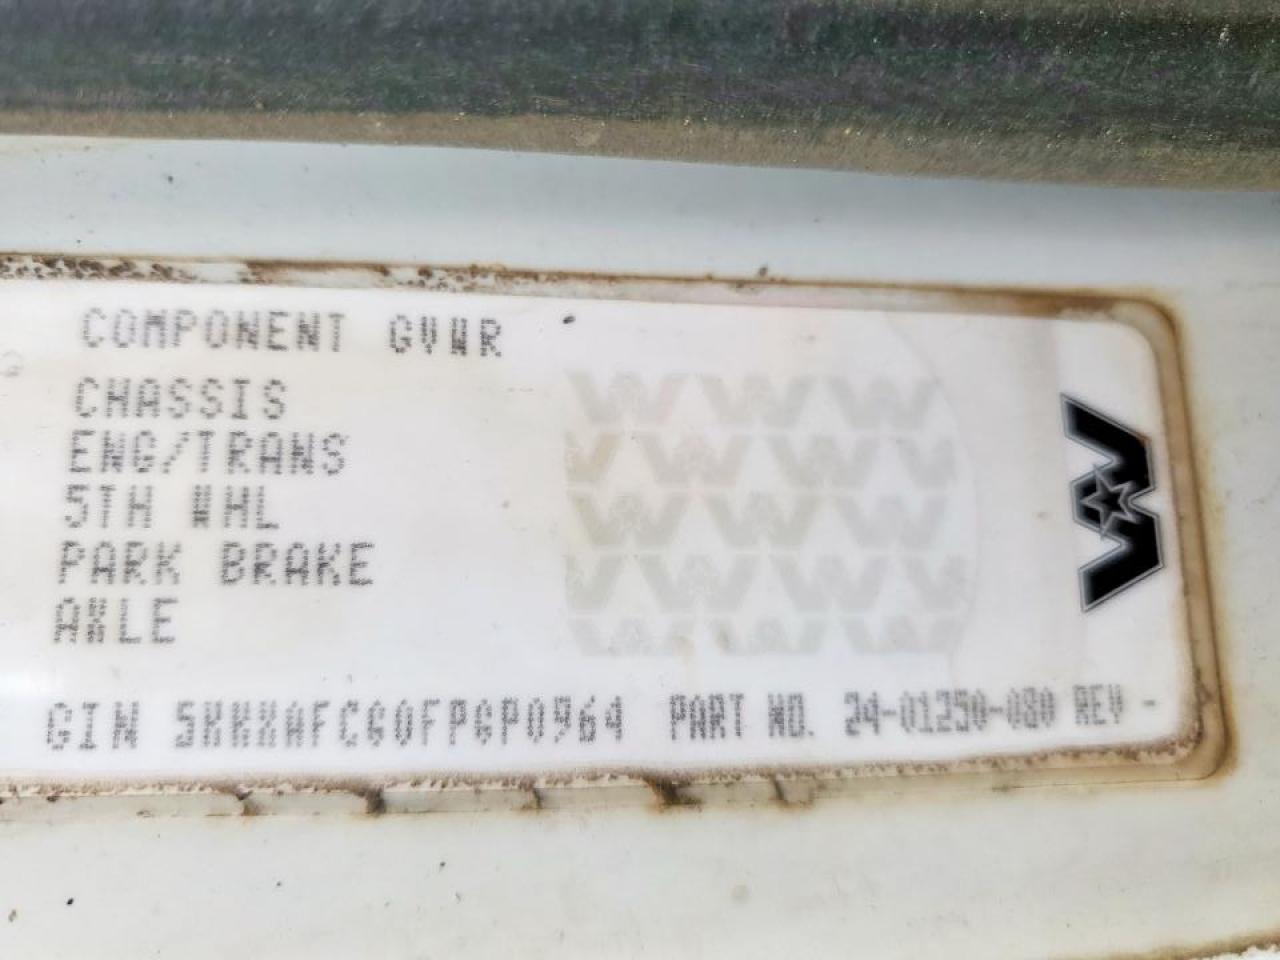 COMPONENT GVWR
CHASSIS
ENG/TRANS
5TH WHL
PARK BRAKE
AXLE
GIN 5KKXAFCG0FPGP0964 PART NO. 24-01250-080 REV -